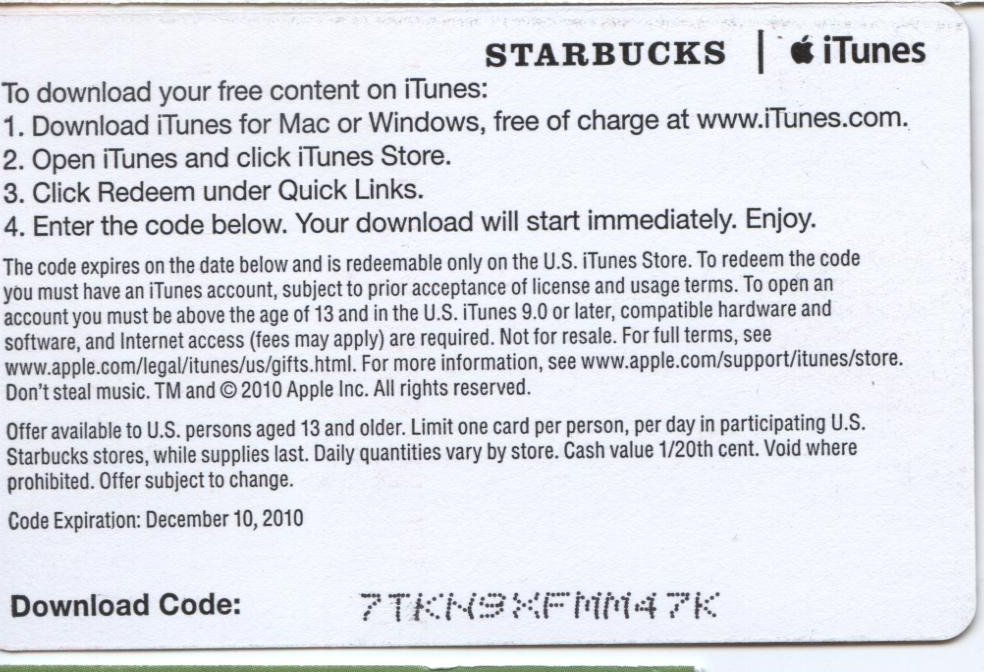 STARBUCKS | iTunes
To download your free content on iTunes:
1. Download iTunes for Mac or Windows, free of charge at www.iTunes.com.
2. Open iTunes and click iTunes Store.
3. Click Redeem under Quick Links.
4. Enter the code below. Your download will start immediately. Enjoy.
The code expires on the date below and is redeemable only on the U.S. iTunes Store. To redeem the code
you must have an iTunes account, subject to prior acceptance of license and usage terms. To open an
account you must be above the age of 13 and in the U.S. iTunes 9.0 or later, compatible hardware and
software, and Internet access (fees may apply) are required. Not for resale. For full terms, see
www.apple.com/legal/itunes/us/gifts.html. For more information, see www.apple.com/support/itunes/store.
Don't steal music. TM and © 2010 Apple Inc. All rights reserved.
Offer available to U.S. persons aged 13 and older. Limit one card per person, per day in participating U.S.
Starbucks stores, while supplies last. Daily quantities vary by store. Cash value 1/20th cent. Void where
prohibited. Offer subject to change.
Code Expiration: December 10, 2010
Download Code: 7TKN9XFMM47K